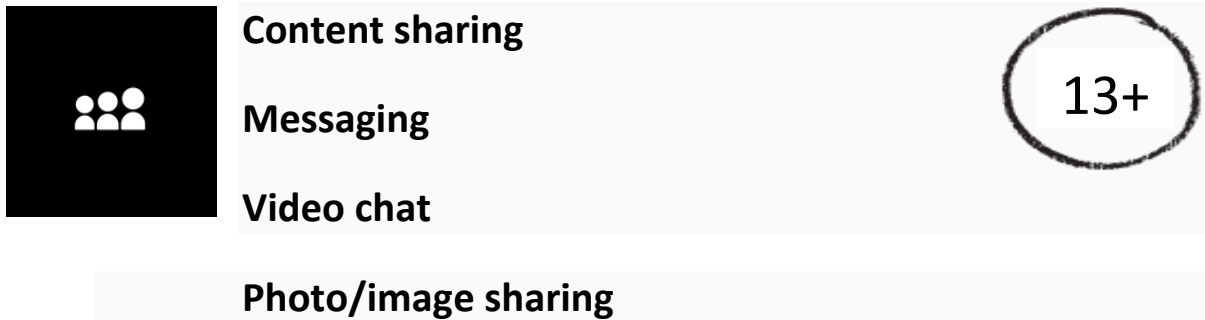 Content sharing
13+
Messaging
Video chat
Photo/image sharing